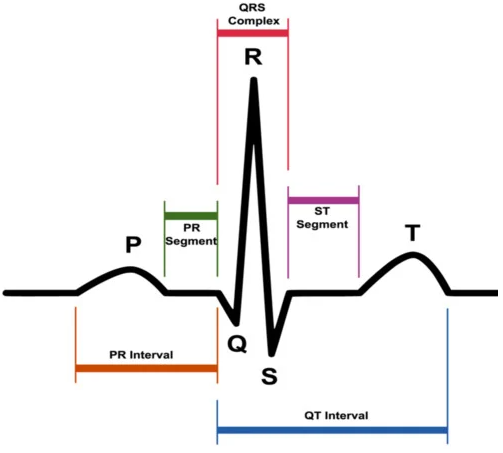 QRS
Complex
R
PR
Segment
ST
Segment
P
T
Q
S
PR Interval
QT Interval